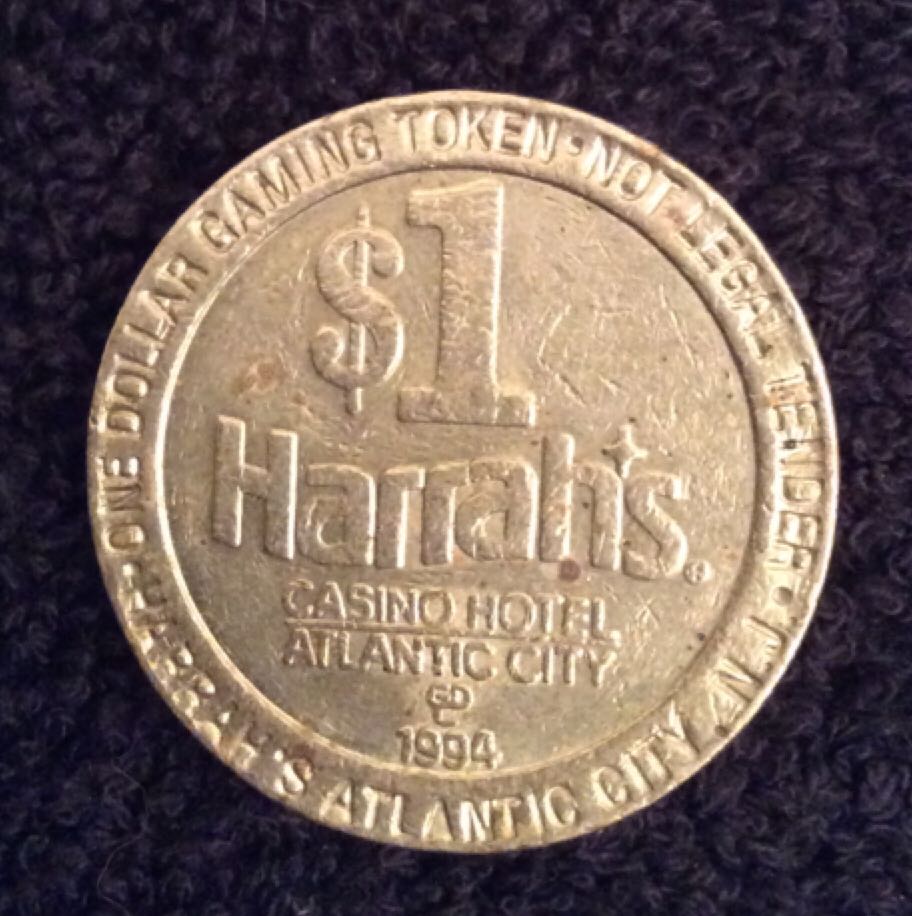 ONE DOLLAR GAMING TOKEN • NOT LEGAL TENDER •
HARRAH'S ATLANTIC CITY, N.J. •
$1
Harrah's®
CASINO HOTEL
ATLANTIC CITY
1994